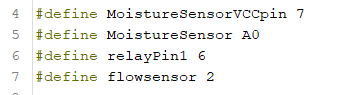 4 #define MoistureSensorVCCpin 7
5 #define MoistureSensor A0
6 #define relayPin1 6
7 #define flowsensor 2